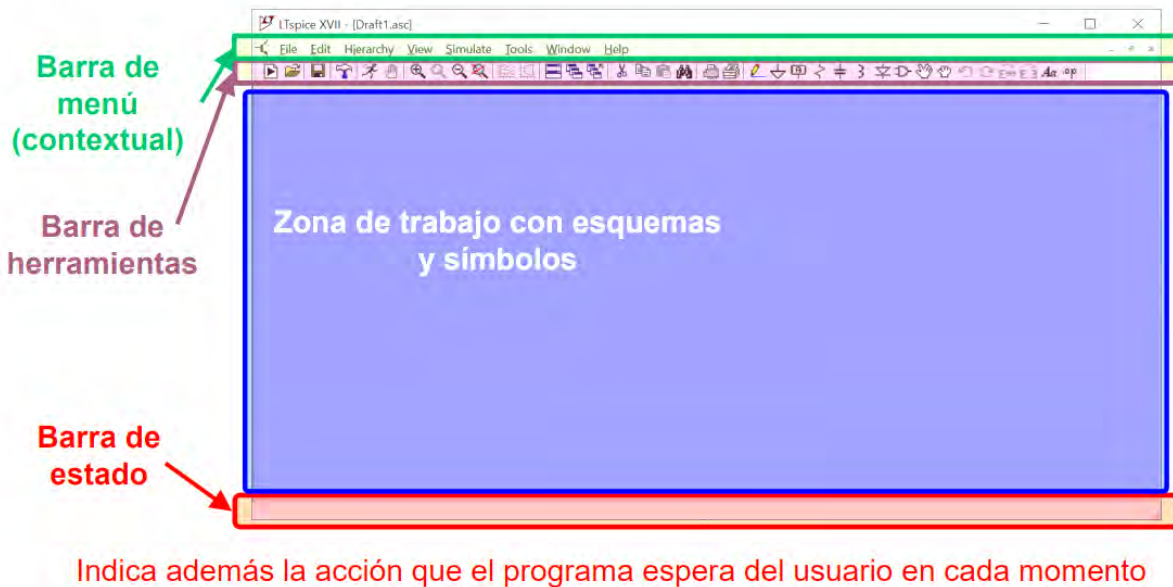 LTspice XVII - [Draft1.asc]
File Edit Hierarchy View Simulate Tools Window Help
Aa .op
Barra de
menú
(contextual)
Barra de
herramientas
Zona de trabajo con esquemas
y símbolos
Barra de
estado
Indica además la acción que el programa espera del usuario en cada momento